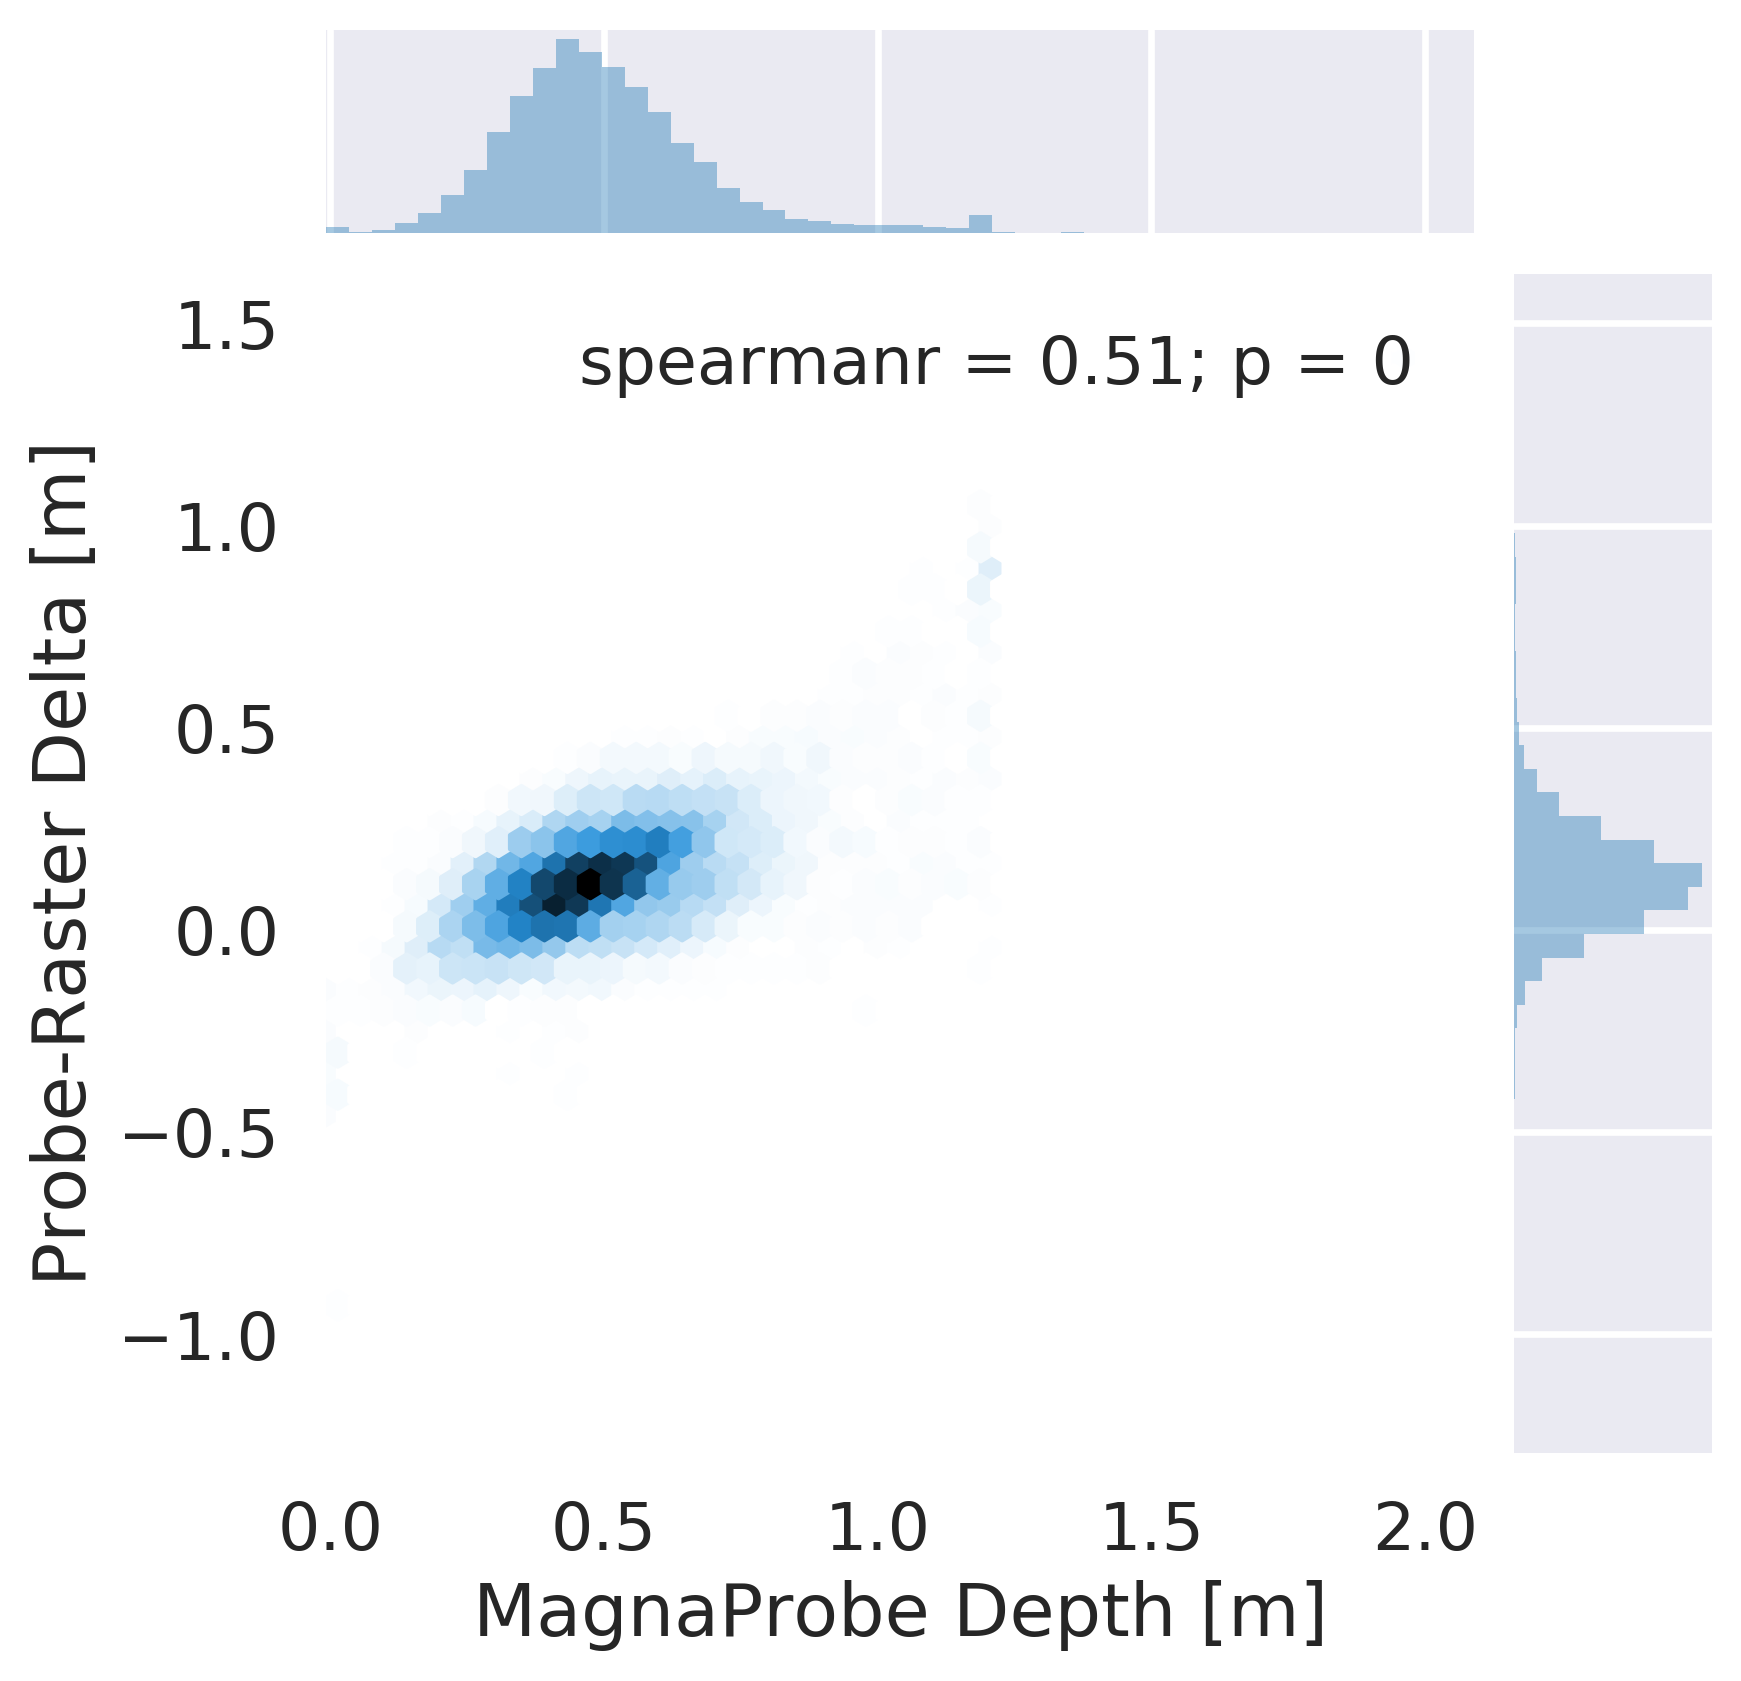 spearmanr = 0.51; p = 0
1.5
1.0
0.5
0.0
−0.5
−1.0
Probe-Raster Delta [m]
0.0 0.5 1.0 1.5 2.0
MagnaProbe Depth [m]